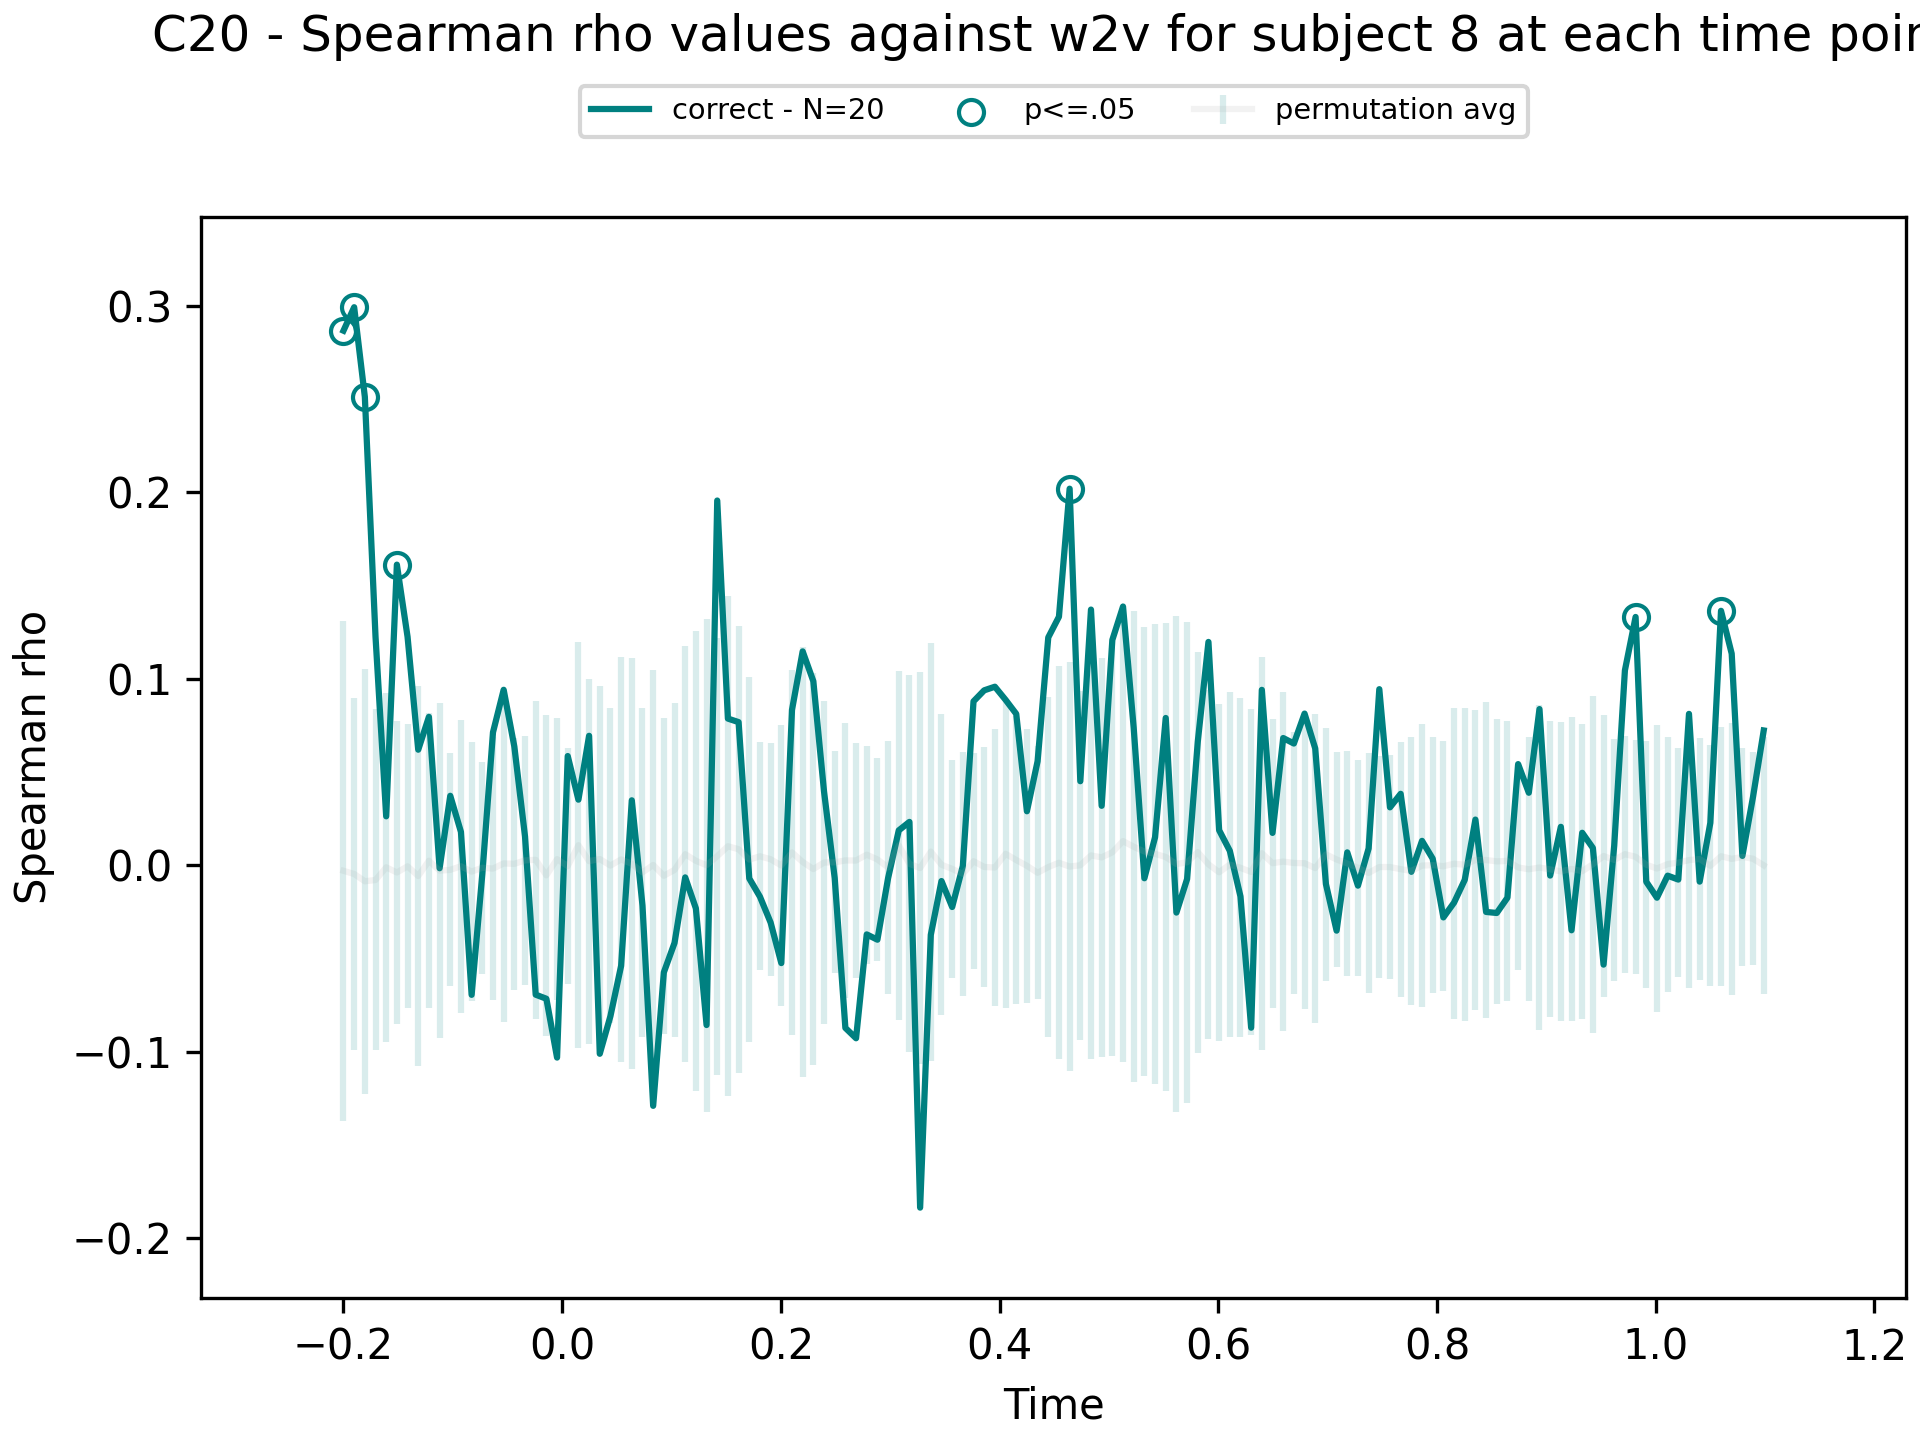 C20 - Spearman rho values against w2v for subject 8 at each time poin
correct - N=20 p<=.05 permutation avg
0.3
0.2
0.1
0.0
−0.1
−0.2
Spearman rho
−0.2 0.0 0.2 0.4 0.6 0.8 1.0 1.2
Time